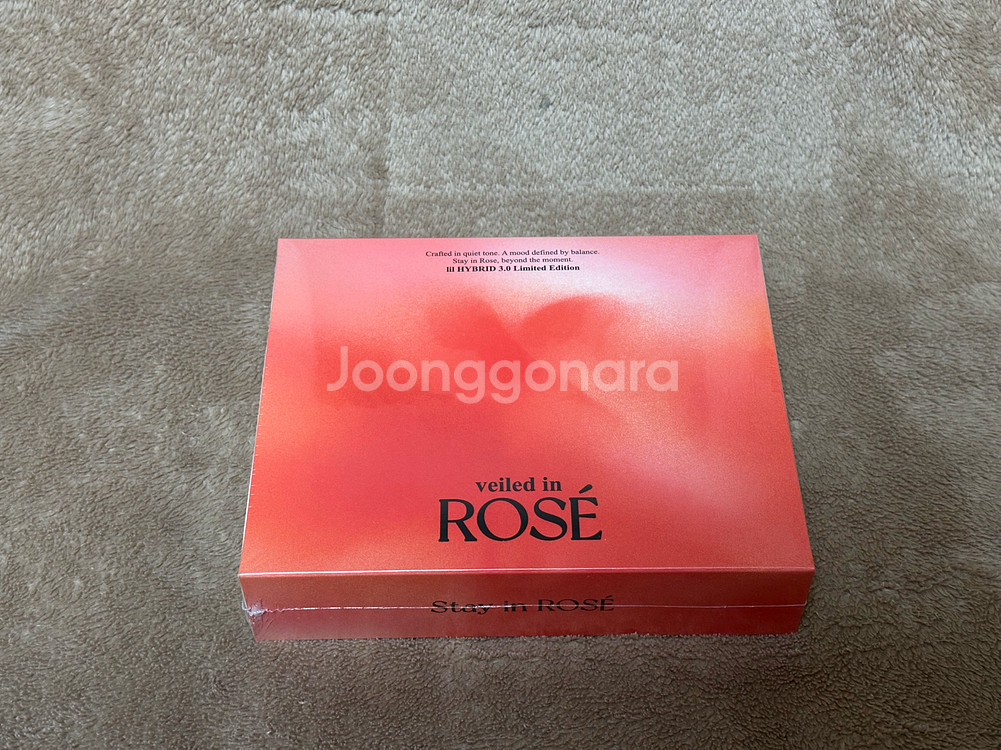 Crafted in quiet tone. A mood defined by balance.
Stay in Rose, beyond the moment.
lil HYBRID 3.0 Limited Edition
Joonggonara
veiled in
ROSÉ
Stay in ROSÉ